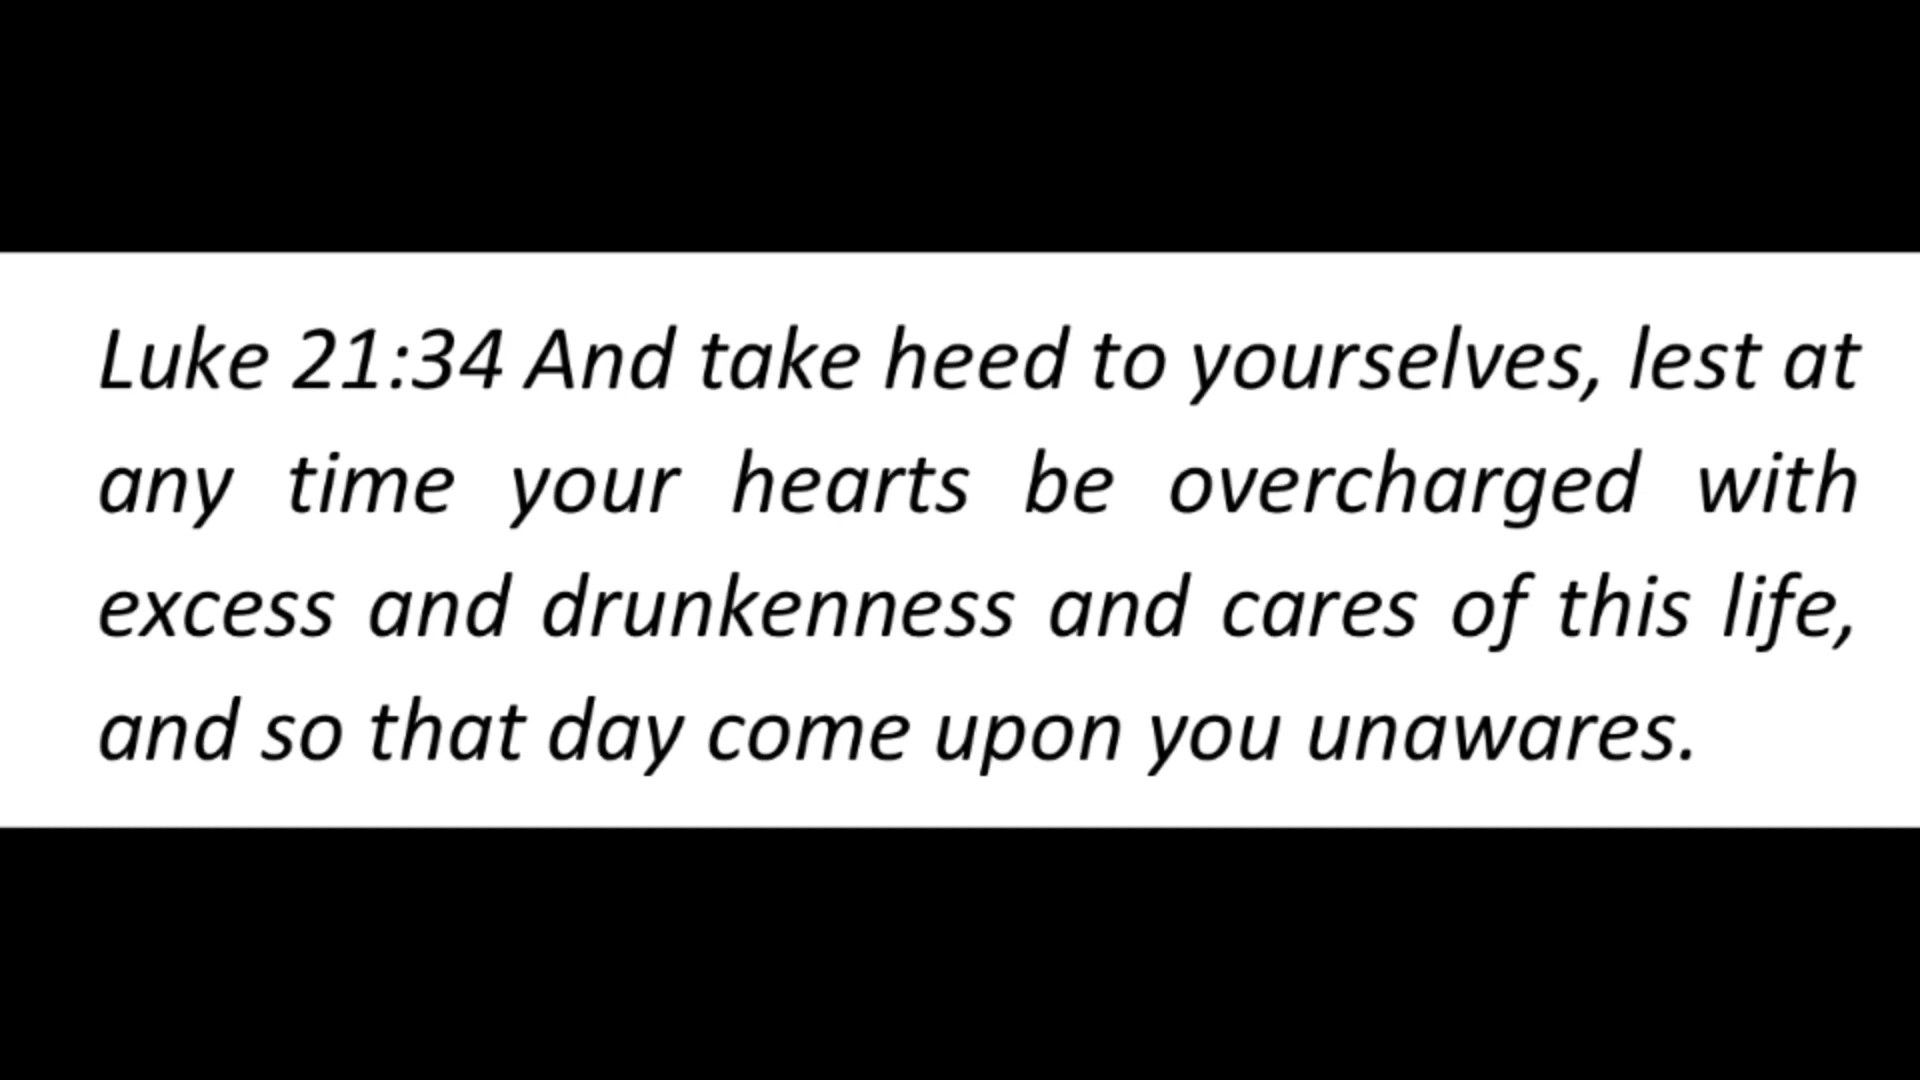 Luke 21:34 And take heed to yourselves, lest at
any time your hearts be overcharged with
excess and drunkenness and cares of this life,
and so that day come upon you unawares.